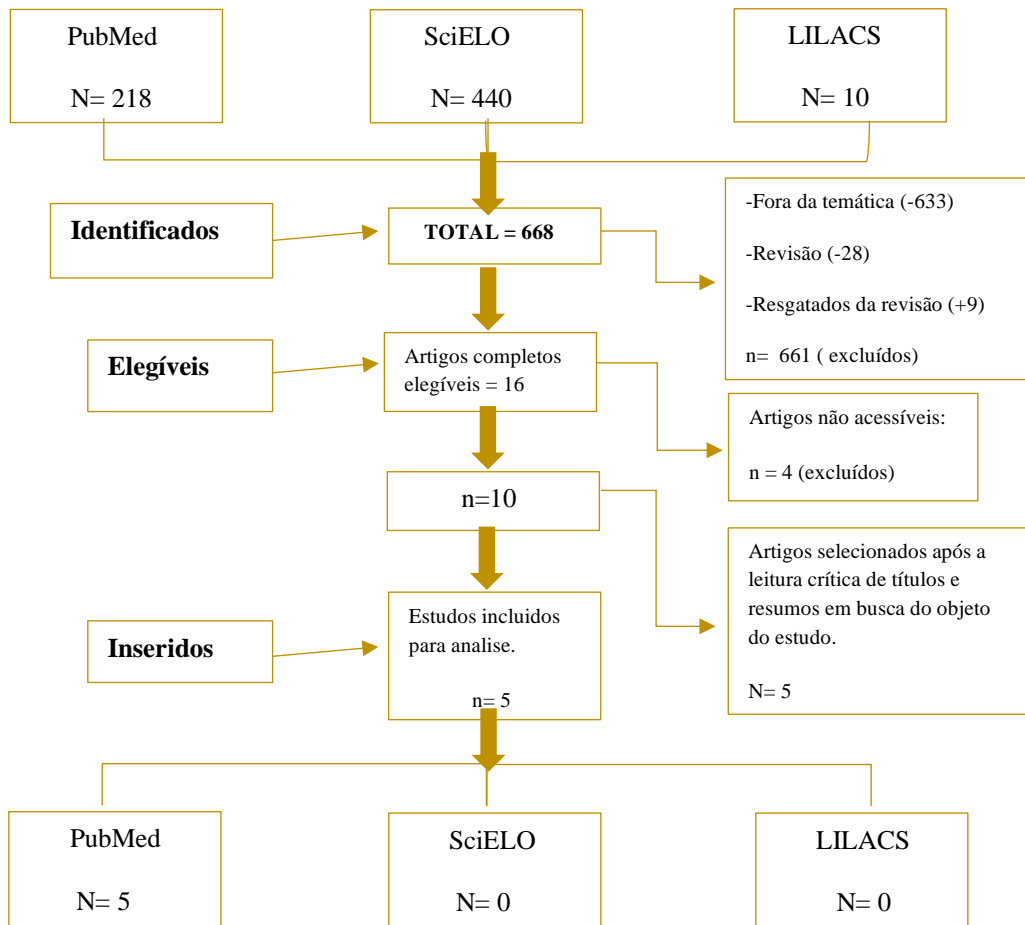 PubMed
N= 218
SciELO
N= 440
LILACS
N= 10
Identificados
TOTAL = 668
-Fora da temática (-633)
-Revisão (-28)
-Resgatados da revisão (+9)
n=  661 ( excluídos)
Elegíveis
Artigos completos
elegíveis = 16
Artigos não acessíveis:
n = 4 (excluídos)
n=10
Artigos selecionados após a
leitura crítica de títulos e
resumos em busca do objeto
do estudo.
N= 5
Inseridos
Estudos incluidos
para analise.
n= 5
PubMed
N= 5
SciELO
N= 0
LILACS
N= 0